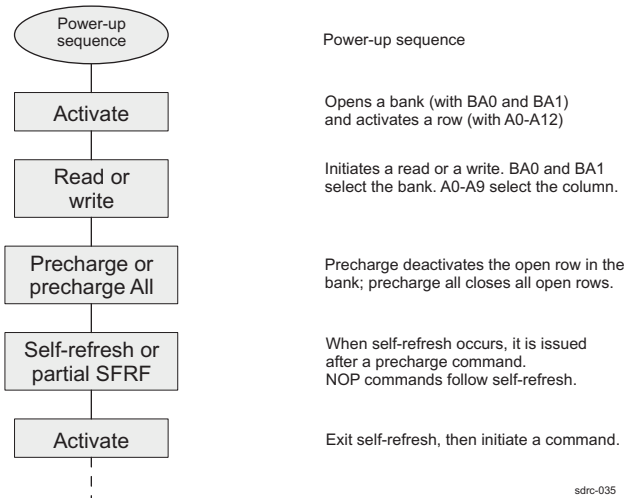 Power-up
sequence
Power-up sequence
Activate
Opens a bank (with BA0 and BA1)
and activates a row (with A0-A12)
Read or
write
Initiates a read or a write. BA0 and BA1
select the bank. A0-A9 select the column.
Precharge or
precharge All
Precharge deactivates the open row in the
bank; precharge all closes all open rows.
Self-refresh or
partial SFRF
When self-refresh occurs, it is issued
after a precharge command.
NOP commands follow self-refresh.
Activate
Exit self-refresh, then initiate a command.
sdrc-035